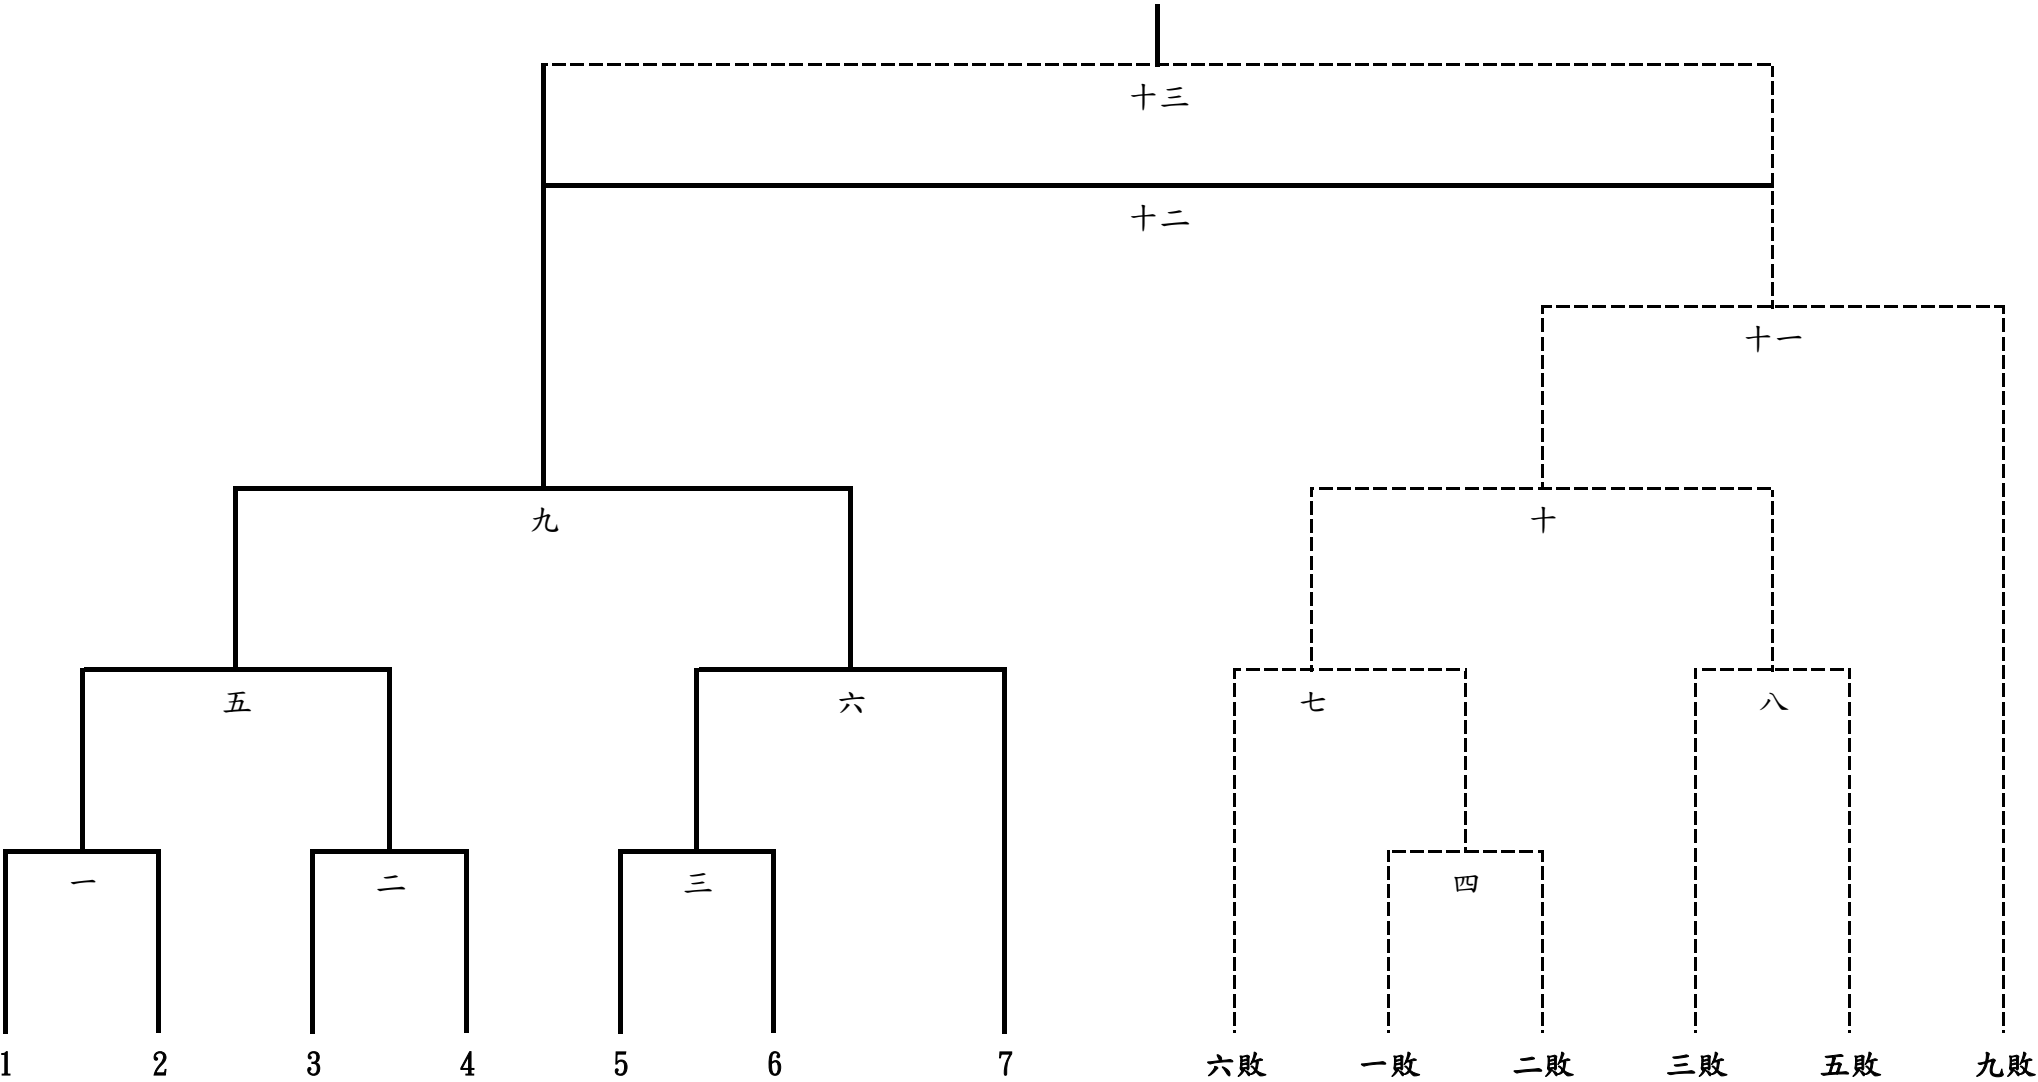 十三
十二
十一
九 十
五 六 七 八
一 二 三 四
1 2 3 4 5 6 7 六敗 一敗 二敗 三敗 五敗 九敗